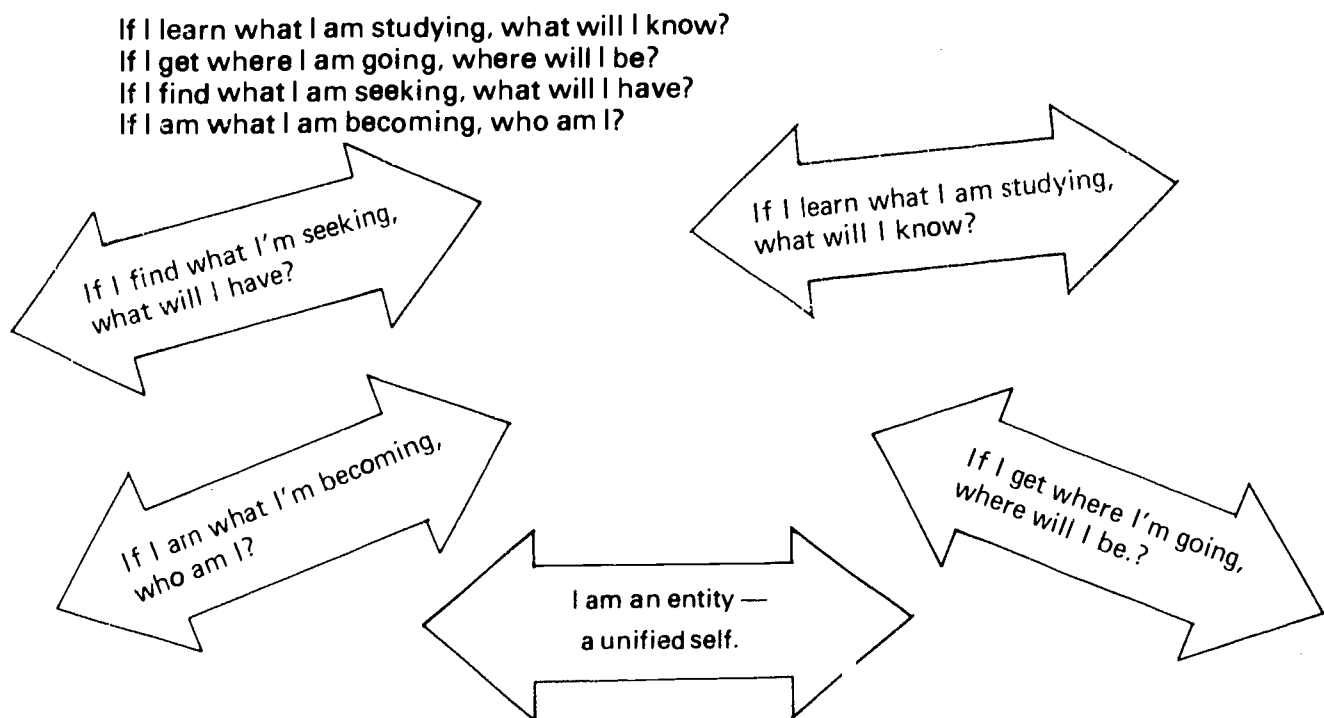 If I learn what I am studying, what will I know?
If I get where I am going, where will I be?
If I find what I am seeking, what will I have?
If I am what I am becoming, who am I?
If I find what I'm seeking,
what will I have?
If I learn what I am studying,
what will I know?
If I arn what I'm becoming,
who am I?
If I get where I'm going,
where will I be.?
I am an entity —
a unified self.